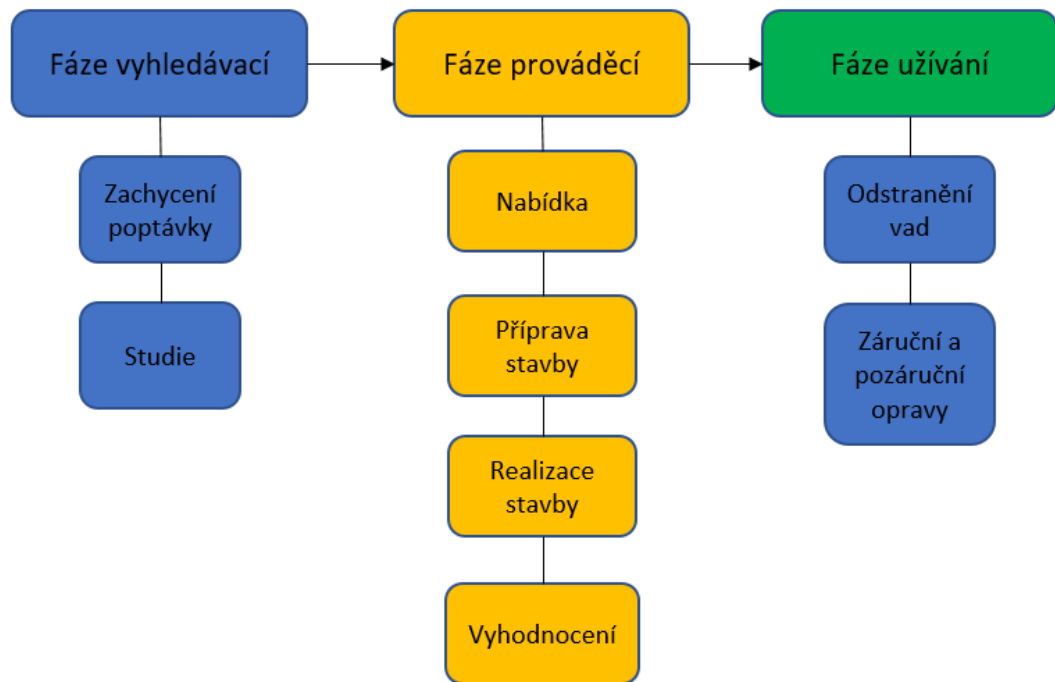 Fáze vyhledávací
Fáze prováděcí
Fáze užívání
Zachycení
poptávky
Studie
Nabídka
Příprava
stavby
Realizace
stavby
Vyhodnocení
Odstranění
vad
Záruční a
pozáruční
opravy